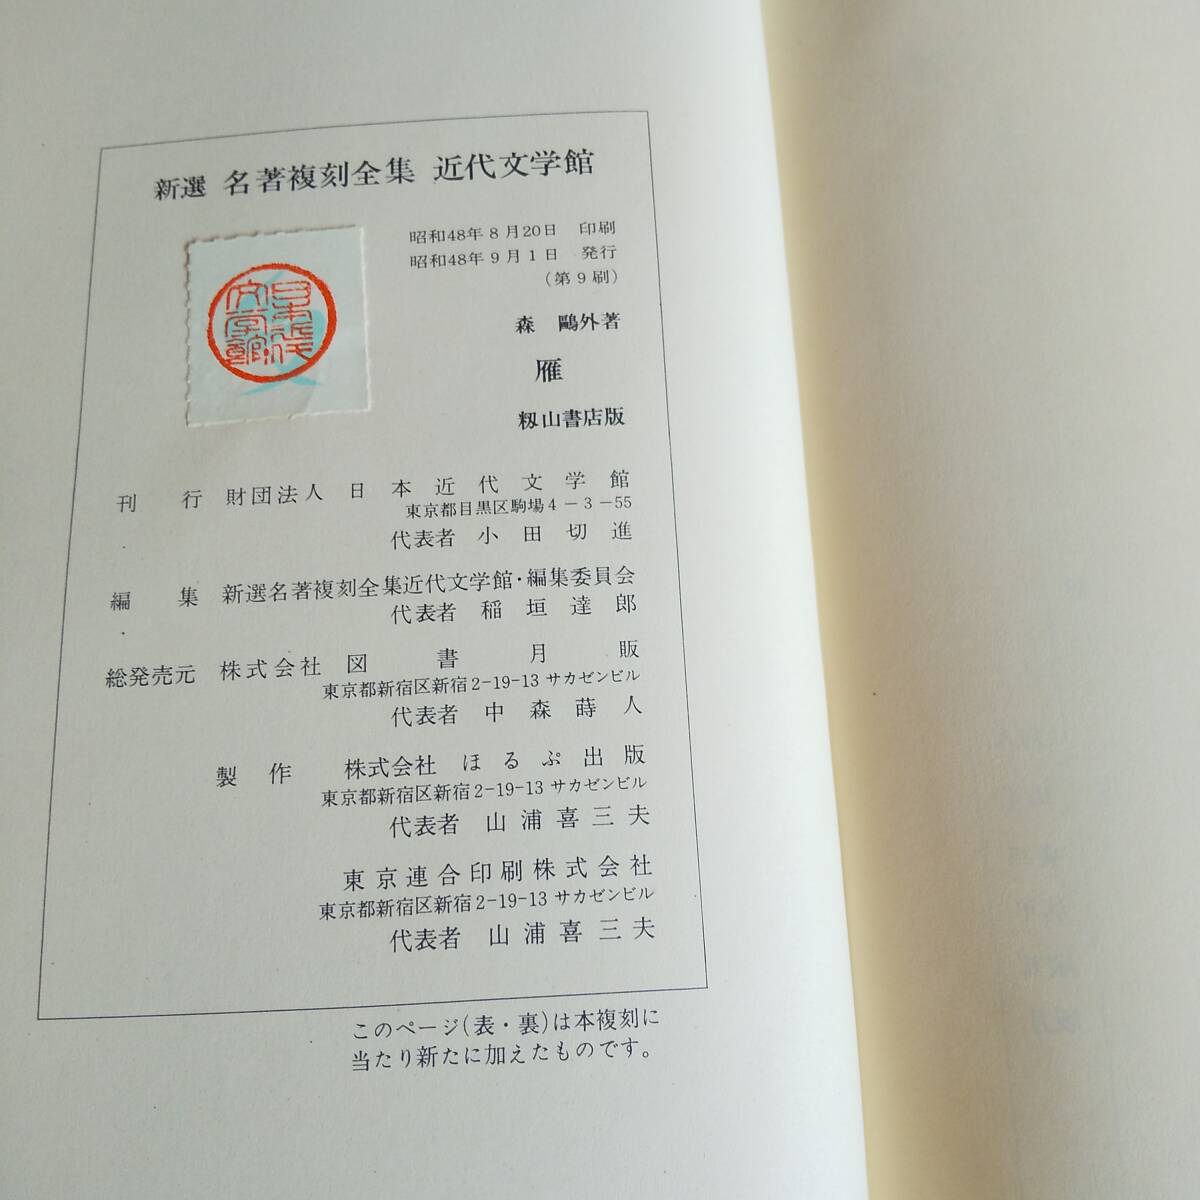 新選 名著複刻全集 近代文学館
昭和48年8月20日 印刷
昭和48年9月1日 発行
(第9刷)
日本近代文学館
森 鷗外著
雁
籾山書店版
刊 行 財団法人 日本近代文学館
東京都目黒区駒場4-3-55
代表者 小田切進
編 集 新選名著複刻全集近代文学館・編集委員会
代表者 稲垣達郎
総発売元 株式会社 図書月販
東京都新宿区新宿2-19-13 サカゼンビル
代表者 中森蒔人
製 作 株式会社 ほるぷ出版
東京都新宿区新宿2-19-13 サカゼンビル
代表者 山浦喜三夫
東京連合印刷株式会社
東京都新宿区新宿2-19-13 サカゼンビル
代表者 山浦喜三夫
このページ(表・裏)は本複刻に
当たり新たに加えたものです。